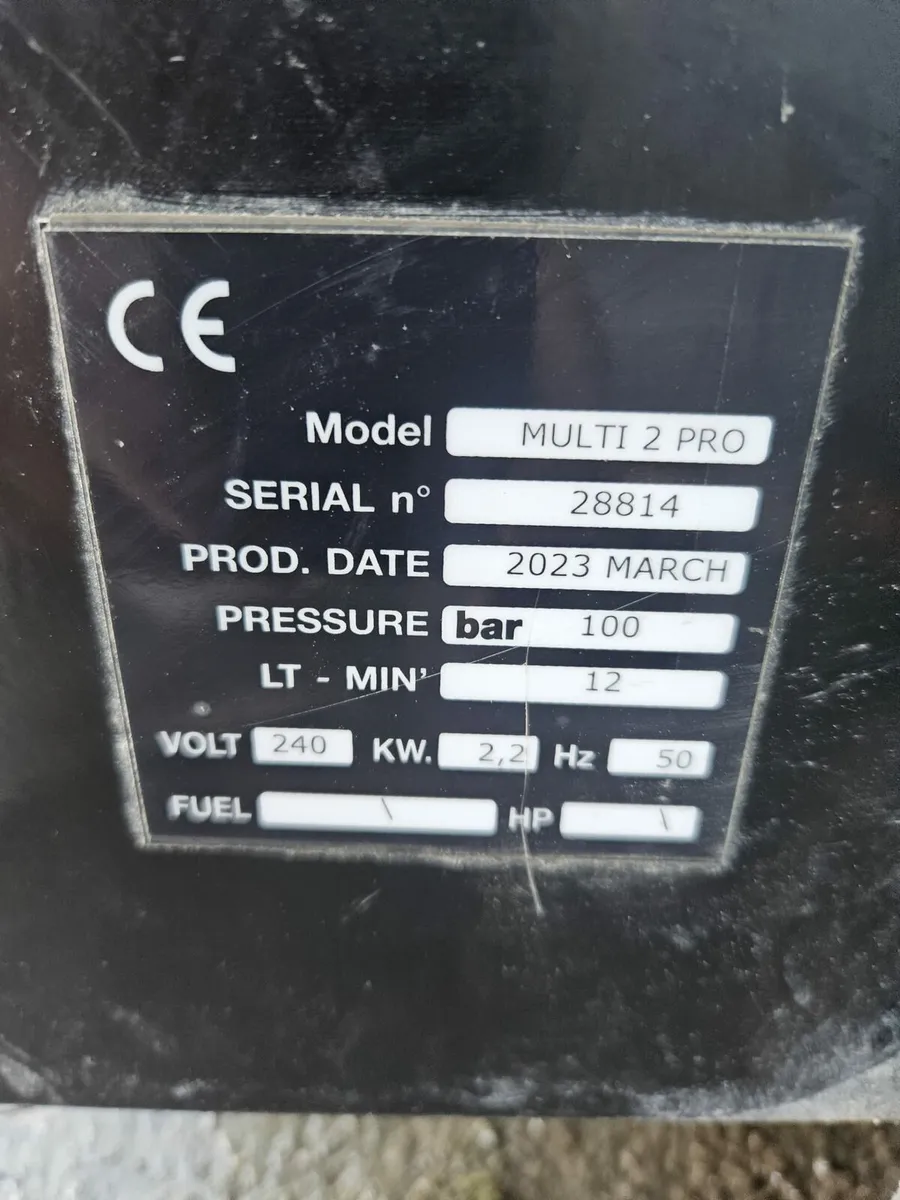 CE
Model MULTI 2 PRO
SERIAL n° 28814
PROD. DATE 2023 MARCH
PRESSURE bar 100
LT - MIN' 12
VOLT 240 KW. 2,2 Hz 50
FUEL \ HP \